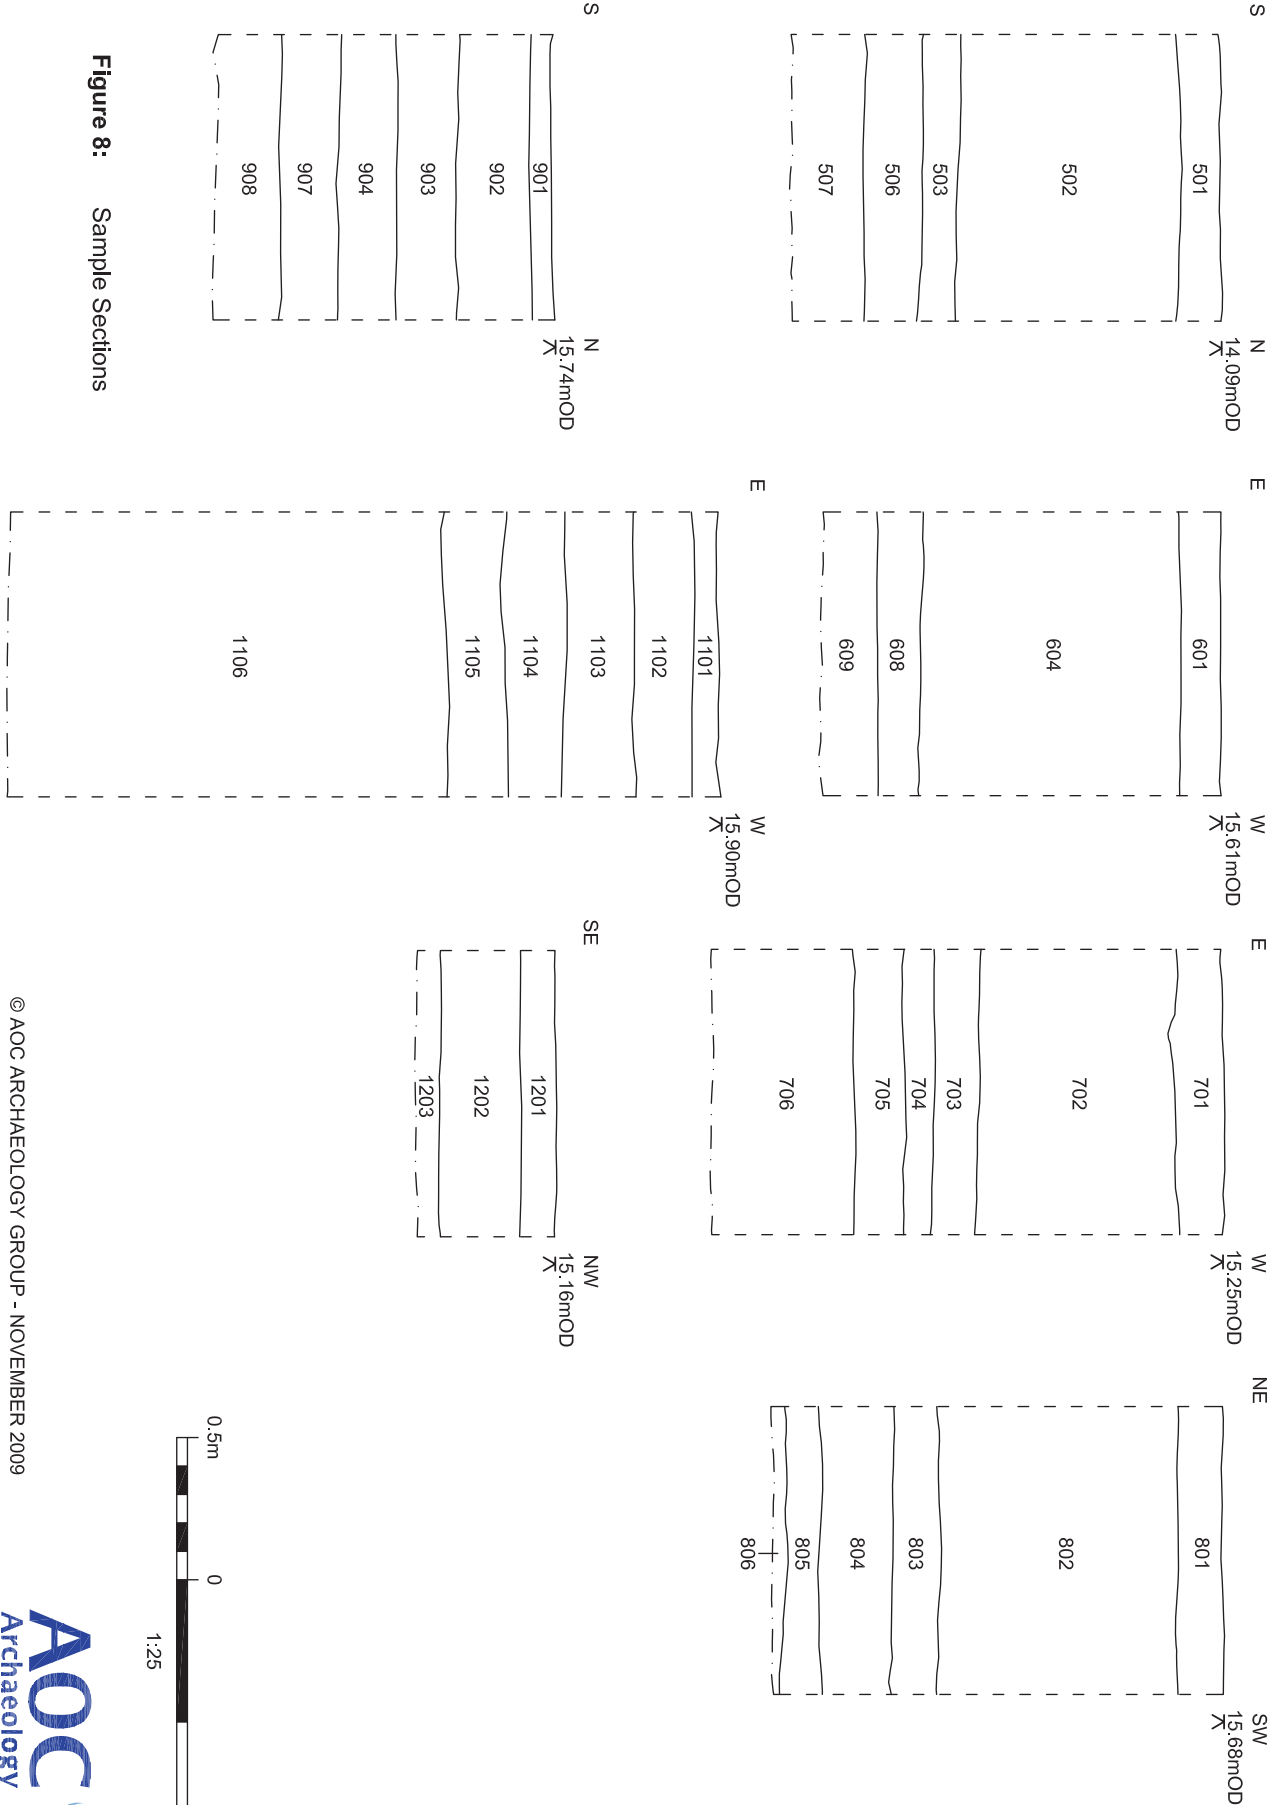 S
N
14.09mOD
501
502
503
506
507
E
W
15.61mOD
601
604
608
609
E
W
15.25mOD
701
702
703
704
705
706
NE
SW
15.68mOD
801
802
803
804
805
806
S
N
15.74mOD
901
902
903
904
907
908
E
W
15.90mOD
1101
1102
1103
1104
1105
1106
SE
NW
15.16mOD
1201
1202
1203
0.5m
0
1:25
Figure 8: Sample Sections
© AOC ARCHAEOLOGY GROUP - NOVEMBER 2009
AOC
Archaeology